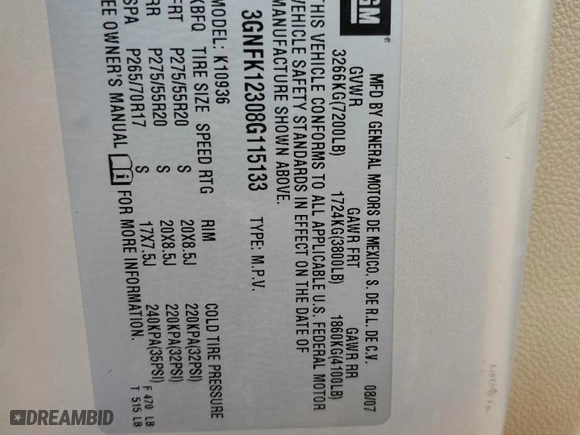 GM
MFD BY GENERAL MOTORS DE MEXICO, S. DE R.L. DE C.V. 08/07
GVWR GAWR FRT GAWR RR
3266KG(7200LB) 1724KG(3800LB) 1860KG(4100LB)
THIS VEHICLE CONFORMS TO ALL APPLICABLE U.S. FEDERAL MOTOR
VEHICLE SAFETY STANDARDS IN EFFECT ON THE DATE OF
MANUFACTURE SHOWN ABOVE.
3GNFK12308G115133 TYPE: M.P.V.
MODEL: K10936
XBFQ TIRE SIZE SPEED RTG RIM COLD TIRE PRESSURE
FRT P275/55R20 S 20X8.5J 220KPA(32PSI)
RR P275/55R20 S 20X8.5J 220KPA(32PSI)
SPA P265/70R17 S 17X7.5J 240KPA(35PSI)
SEE OWNER'S MANUAL FOR MORE INFORMATION. F 470 LB
T 515 LB
DREAMBID